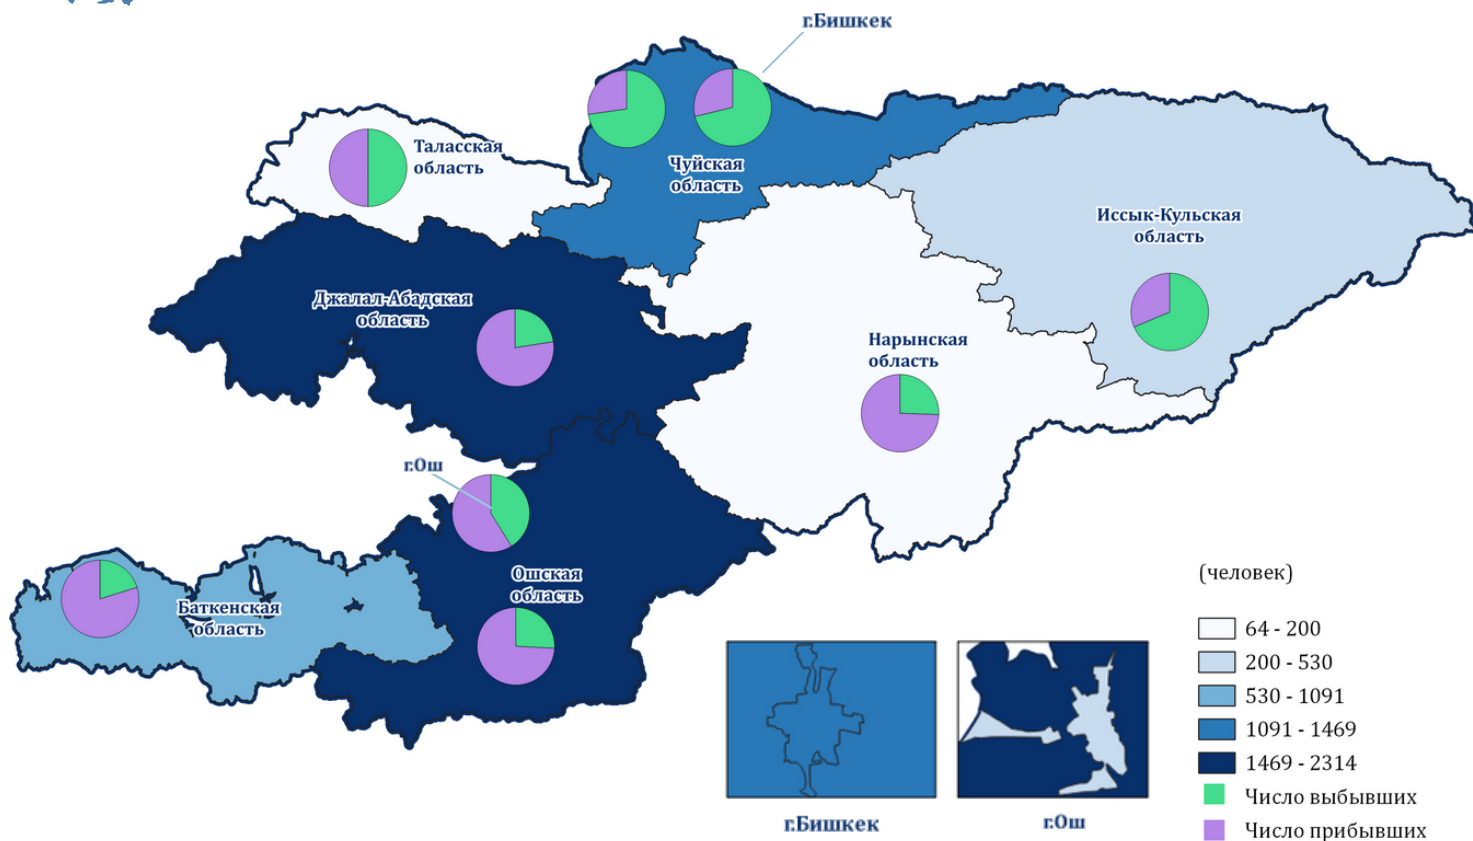 г.Бишкек
Таласская
область
Чуйская
область
Иссык-Кульская
область
Джалал-Абадская
область
Нарынская
область
г.Ош
Ошская
область
Баткенская
область
(человек)
64 - 200
200 - 530
530 - 1091
1091 - 1469
1469 - 2314
Число выбывших
Число прибывших
г.Бишкек
г.Ош